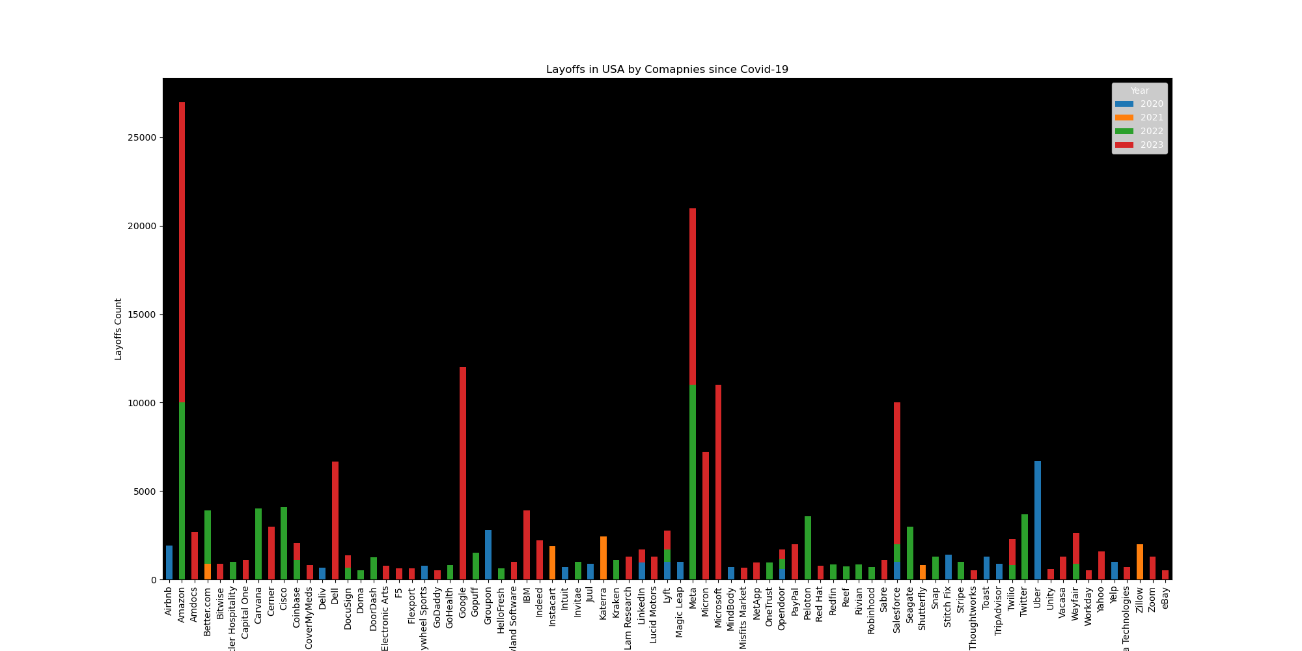 Layoffs in USA by Comapnies since Covid-19
Year
2020
2021
2022
2023
Layoffs Count
25000
20000
15000
10000
5000
0
Airbnb
Amazon
Amdocs
Better.com
Bitwise
Hospitality
Capital One
Carvana
Cerner
Cisco
Coinbase
CoverMyMeds
Deliv
Dell
DocuSign
Doma
DoorDash
Electronic Arts
F5
Flexport
Sports
GoDaddy
GoHealth
Google
Gopuff
Groupon
HelloFresh
Software
IBM
Indeed
Instacart
Intuit
Invitae
Juul
Katerra
Kraken
Lam Research
LinkedIn
Lucid Motors
Lyft
Magic Leap
Meta
Micron
Microsoft
MindBody
Misfits Market
NetApp
OneTrust
Opendoor
PayPal
Peloton
Red Hat
Redfin
Reef
Rivian
Robinhood
Sabre
Salesforce
Seagate
Shutterfly
Snap
Stitch Fix
Stripe
Thoughtworks
Toast
TripAdvisor
Twilio
Twitter
Uber
Unity
Vacasa
Wayfair
Workday
Yahoo
Yelp
Technologies
Zillow
Zoom
eBay